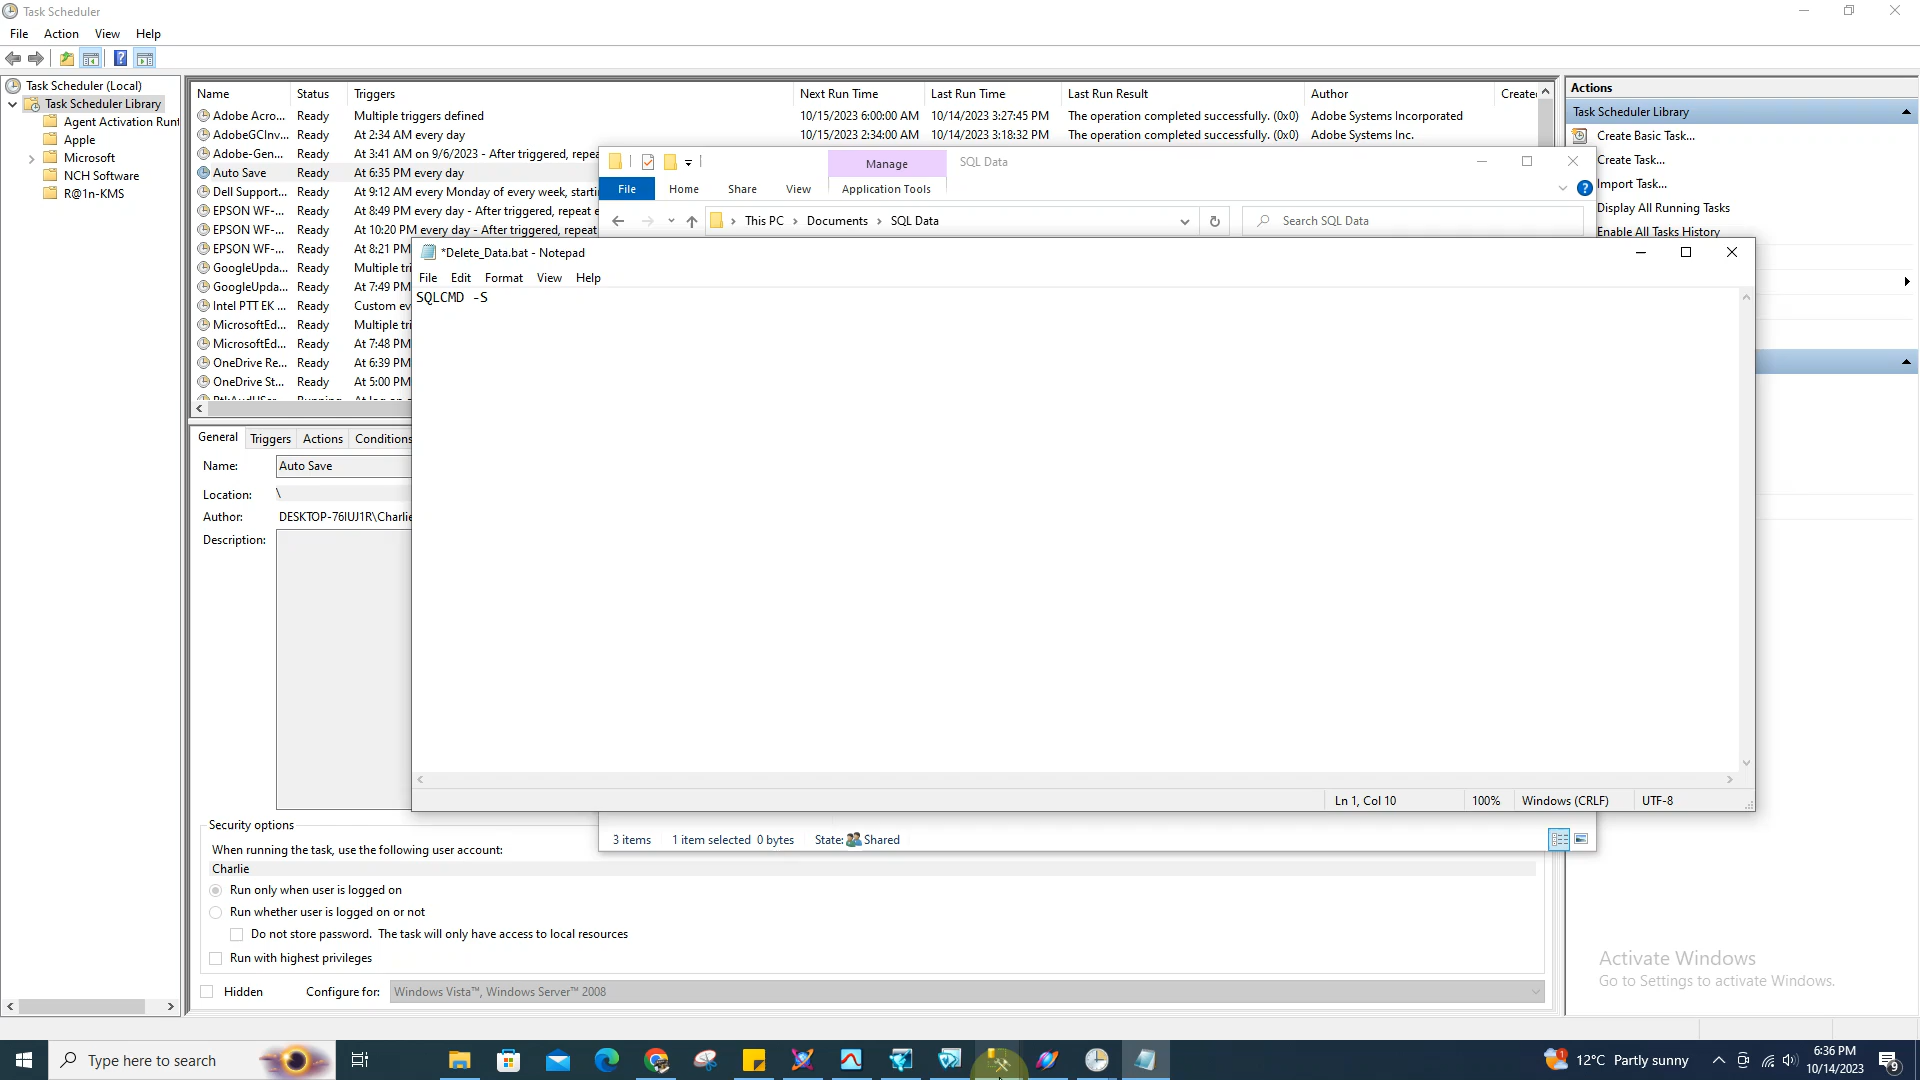 Task Scheduler
File Action View Help
Task Scheduler (Local)
Task Scheduler Library
Agent Activation Runt
Apple
Microsoft
NCH Software
R@1n-KMS
Name Status Triggers Next Run Time Last Run Time Last Run Result Author Create
Adobe Acro... Ready Multiple triggers defined 10/15/2023 6:00:00 AM 10/14/2023 3:27:45 PM The operation completed successfully. (0x0) Adobe Systems Incorporated
AdobeGCInv... Ready At 2:34 AM every day 10/15/2023 2:34:00 AM 10/14/2023 3:18:32 PM The operation completed successfully. (0x0) Adobe Systems Inc.
Adobe-Gen... Ready At 3:41 AM on 9/6/2023 - After triggered, repea
Auto Save Ready At 6:35 PM every day
Dell Support... Ready At 9:12 AM every Monday of every week, starti
EPSON WF-... Ready At 8:49 PM every day - After triggered, repeat e
EPSON WF-... Ready At 10:20 PM every day - After triggered, repeat
EPSON WF-... Ready At 8:21 PM
GoogleUpda... Ready Multiple tri
GoogleUpda... Ready At 7:49 PM
Intel PTT EK ... Ready Custom ev
MicrosoftEd... Ready Multiple tri
MicrosoftEd... Ready At 7:48 PM
OneDrive Re... Ready At 6:39 PM
OneDrive St... Ready At 5:00 PM
General Triggers Actions Conditions
Name: Auto Save
Location: \
Author: DESKTOP-76IUJ1R\Charlie
Description:
Security options
When running the task, use the following user account:
Charlie
Run only when user is logged on
Run whether user is logged on or not
Do not store password. The task will only have access to local resources
Run with highest privileges
Hidden Configure for: Windows Vista™, Windows Server™ 2008
Manage SQL Data
File Home Share View Application Tools
This PC Documents SQL Data
Search SQL Data
*Delete_Data.bat - Notepad
File Edit Format View Help
SQLCMD -S
Ln 1, Col 10 100% Windows (CRLF) UTF-8
3 items 1 item selected 0 bytes State: Shared
Actions
Task Scheduler Library
Create Basic Task...
Create Task...
Import Task...
Display All Running Tasks
Enable All Tasks History
Activate Windows
Go to Settings to activate Windows.
Type here to search
12°C Partly sunny
6:36 PM
10/14/2023
9